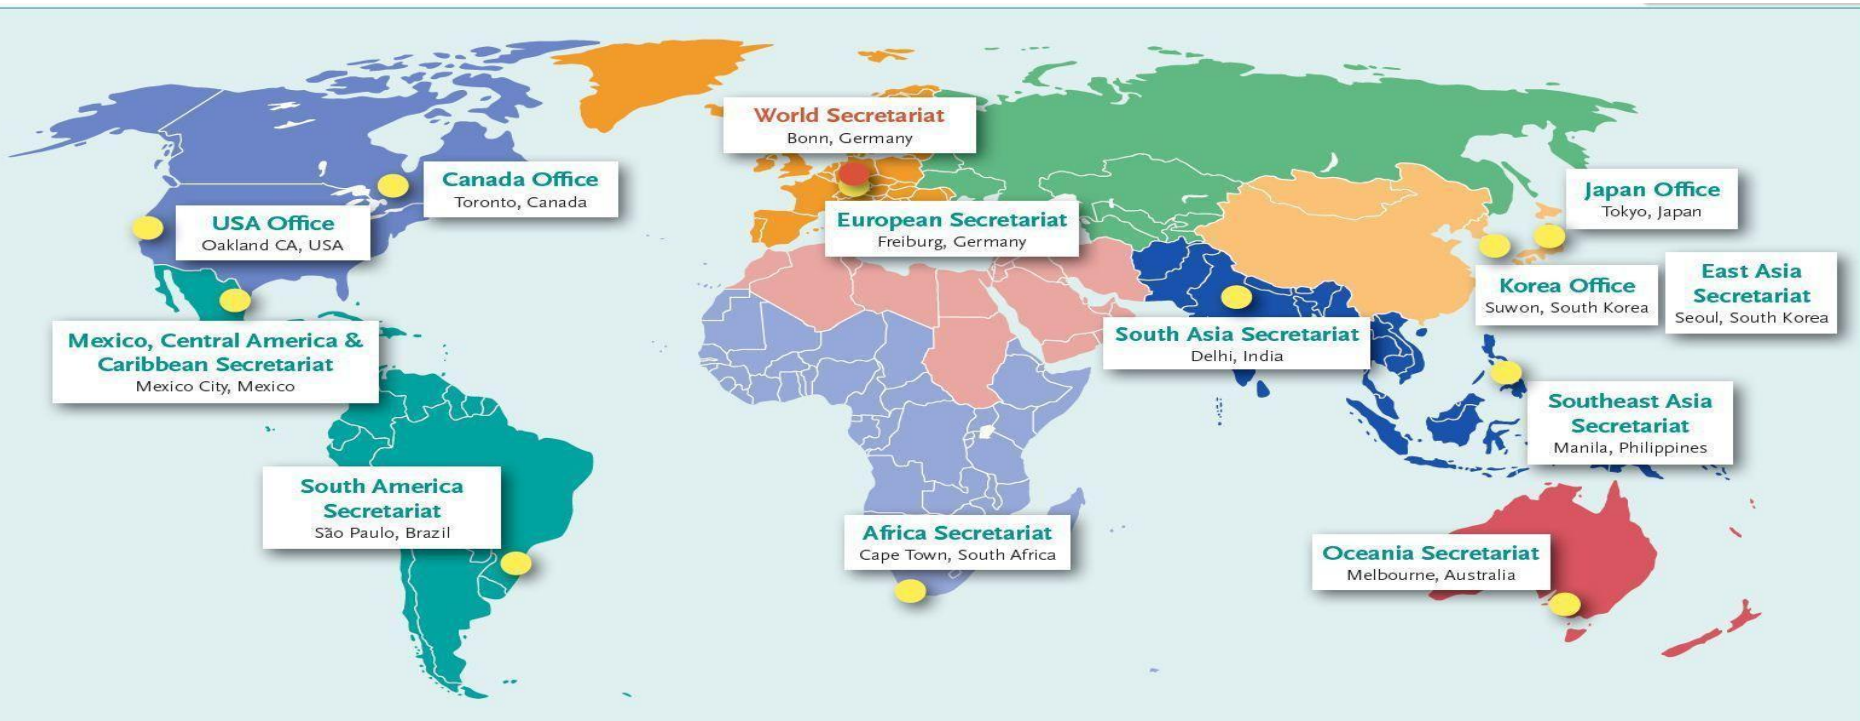 World Secretariat
Bonn, Germany
Canada Office
Toronto, Canada
USA Office
Oakland CA, USA
European Secretariat
Freiburg, Germany
Japan Office
Tokyo, Japan
Korea Office
Suwon, South Korea
East Asia
Secretariat
Seoul, South Korea
Mexico, Central America &
Caribbean Secretariat
Mexico City, Mexico
South Asia Secretariat
Delhi, India
Southeast Asia
Secretariat
Manila, Philippines
South America
Secretariat
São Paulo, Brazil
Africa Secretariat
Cape Town, South Africa
Oceania Secretariat
Melbourne, Australia